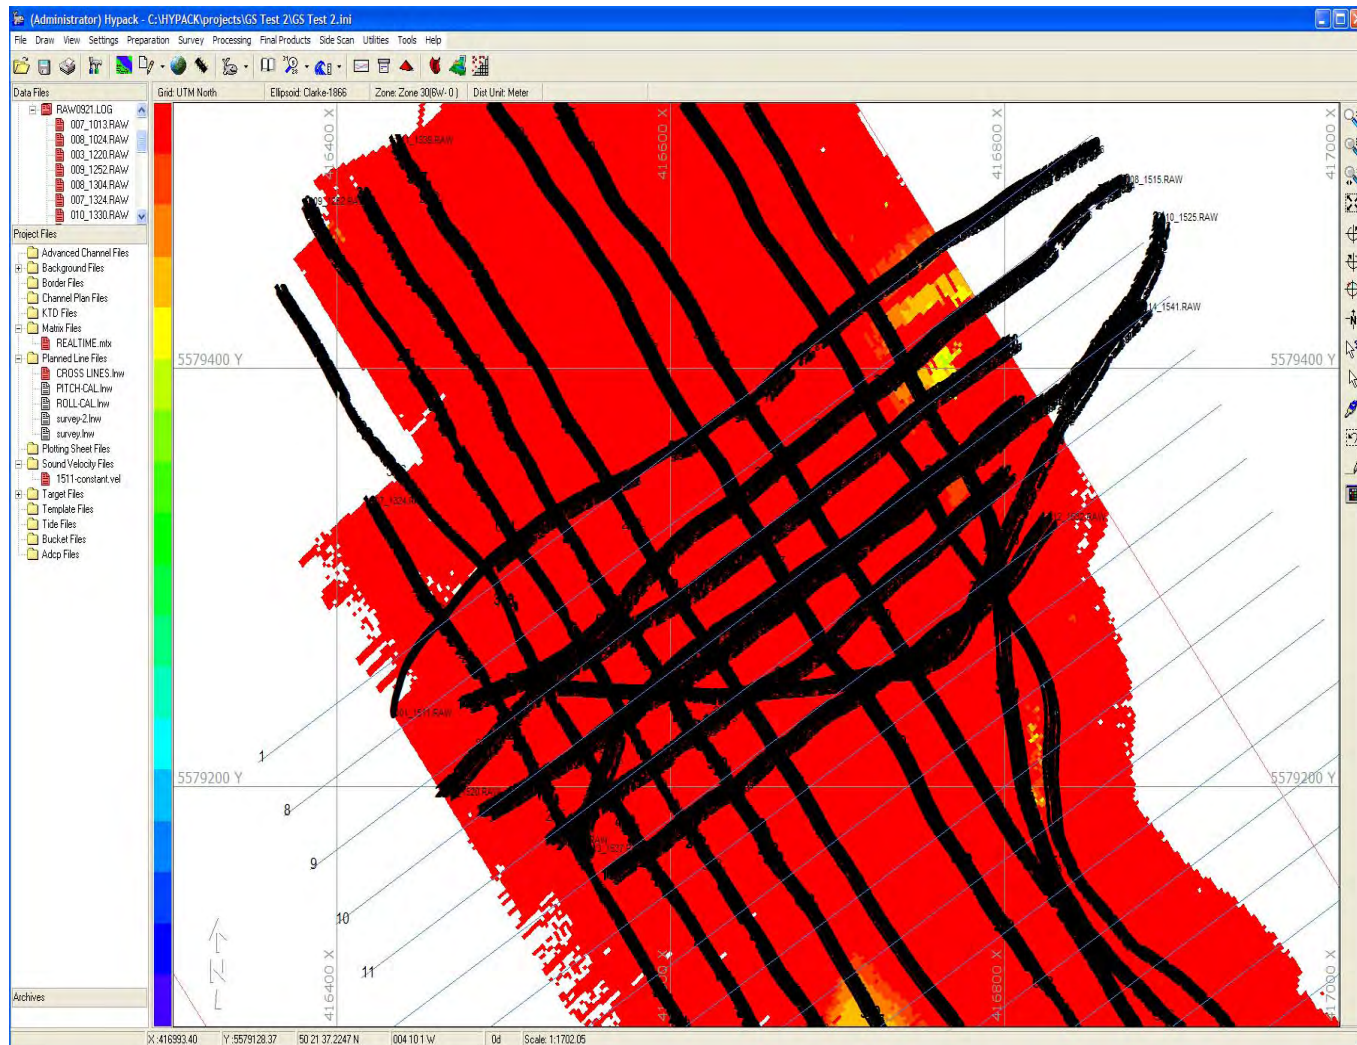 (Administrator) Hypack - C:\HYPACK\projects\GS Test 2\GS Test 2.ini
File Draw View Settings Preparation Survey Processing Final Products Side Scan Utilities Tools Help
Data Files
Grid: UTM North Ellipsoid: Clarke-1866 Zone: Zone 30(6W- 0 ) Dist Unit: Meter
RAW0921.LOG
007_1013.RAW
008_1024.RAW
003_1220.RAW
009_1252.RAW
008_1304.RAW
007_1324.RAW
010_1330.RAW
Project Files
Advanced Channel Files
Background Files
Border Files
Channel Plan Files
KTD Files
Matrix Files
REALTIME.mtx
Planned Line Files
CROSS LINES.lnw
PITCH-CAL.lnw
ROLL-CAL.lnw
survey-2.lnw
survey.lnw
Plotting Sheet Files
Sound Velocity Files
1511-constant.vel
Target Files
Template Files
Tide Files
Bucket Files
Adcp Files
Archives
416400 X
416600 X
416800 X
417000 X
08_1515.RAW
10_1525.RAW
14_1541.RAW
5579400 Y
5579400 Y
1
5579200 Y
5579200 Y
8
9
10
11
N
416400 X
416800 X
417000 X
X:416993.40 Y:5579128.37 50 21 37.2247 N 004 10 1 W 0d Scale: 1:1702.05